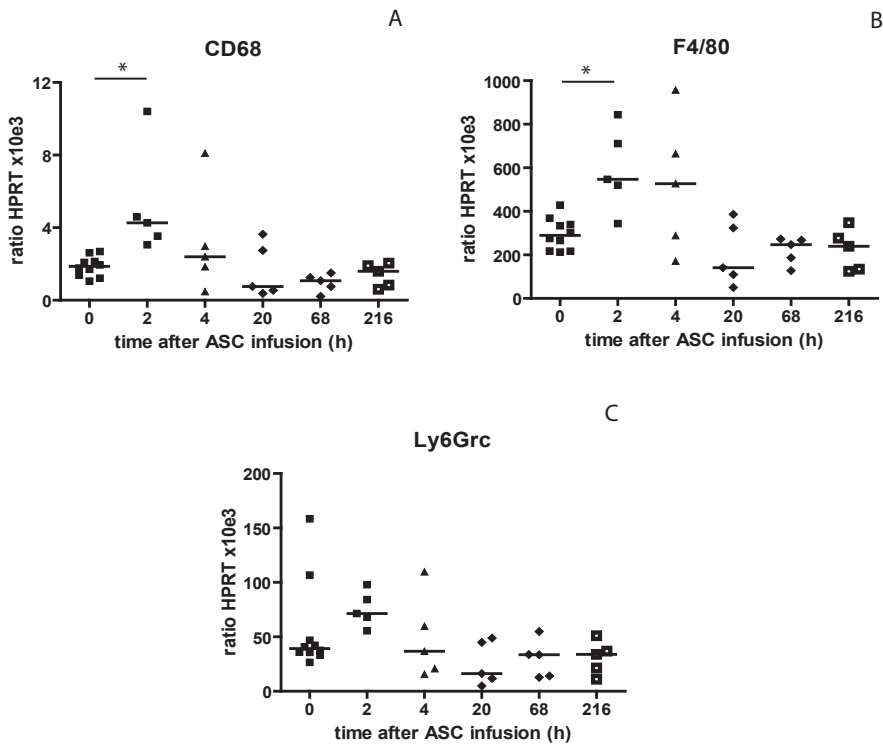 A
CD68
*
12
8
4
0
ratio HPRT x10e3
0 2 4 20 68 216
time after ASC infusion (h)
B
F4/80
*
1000
800
600
400
200
0
ratio HPRT x10e3
0 2 4 20 68 216
time after ASC infusion (h)
C
Ly6Grc
200
150
100
50
0
ratio HPRT x10e3
0 2 4 20 68 216
time after ASC infusion (h)